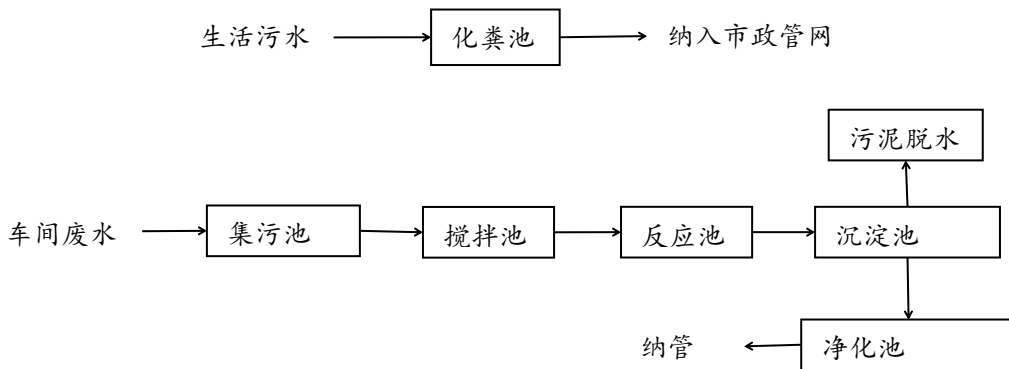 生活污水
化粪池
纳入市政管网
污泥脱水
车间废水
集污池
搅拌池
反应池
沉淀池
纳管
净化池